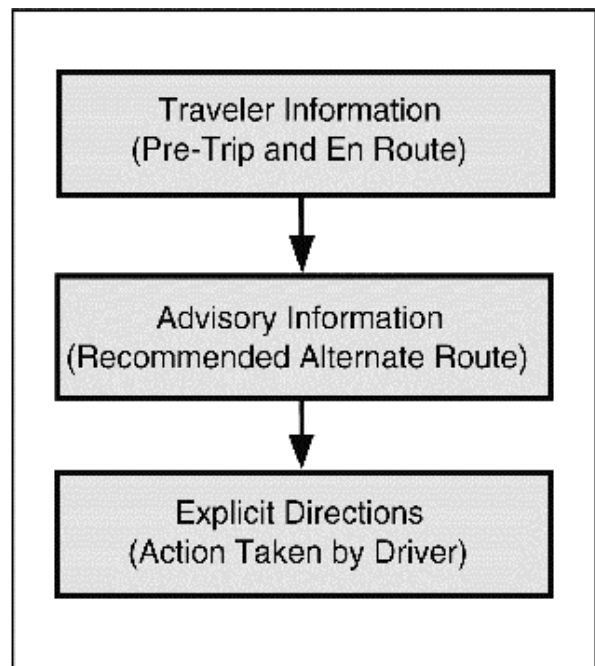 Traveler Information
(Pre-Trip and En Route)
Advisory Information
(Recommended Alternate Route)
Explicit Directions
(Action Taken by Driver)